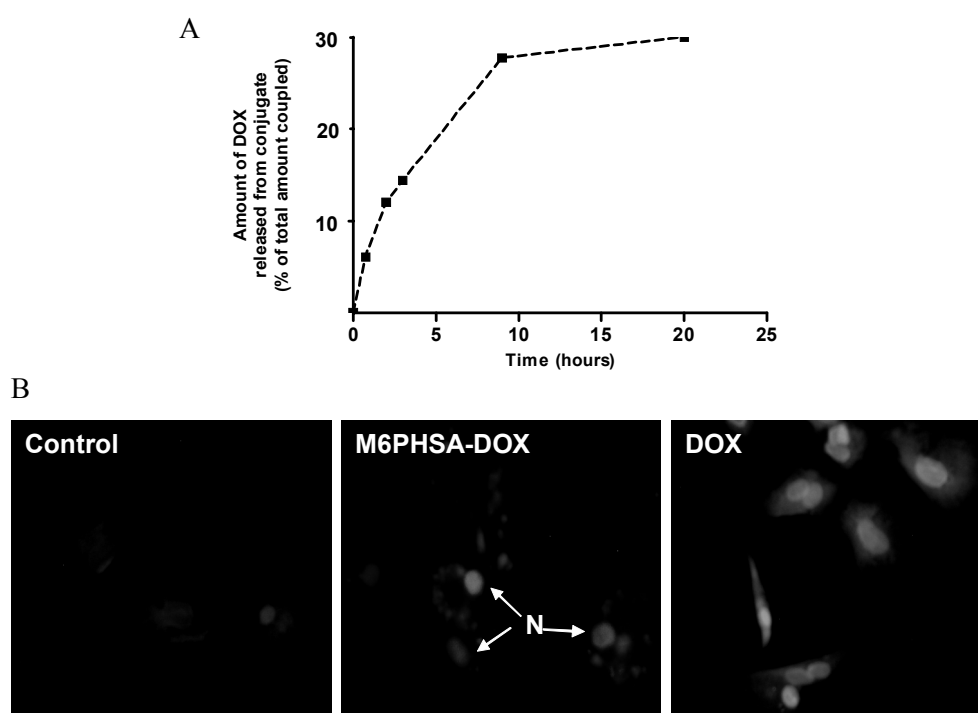 A
Amount of DOX
released from conjugate
(% of total amount coupled)
30
20
10
0 5 10 15 20 25
Time (hours)
B
Control
M6PHSA-DOX
N
DOX